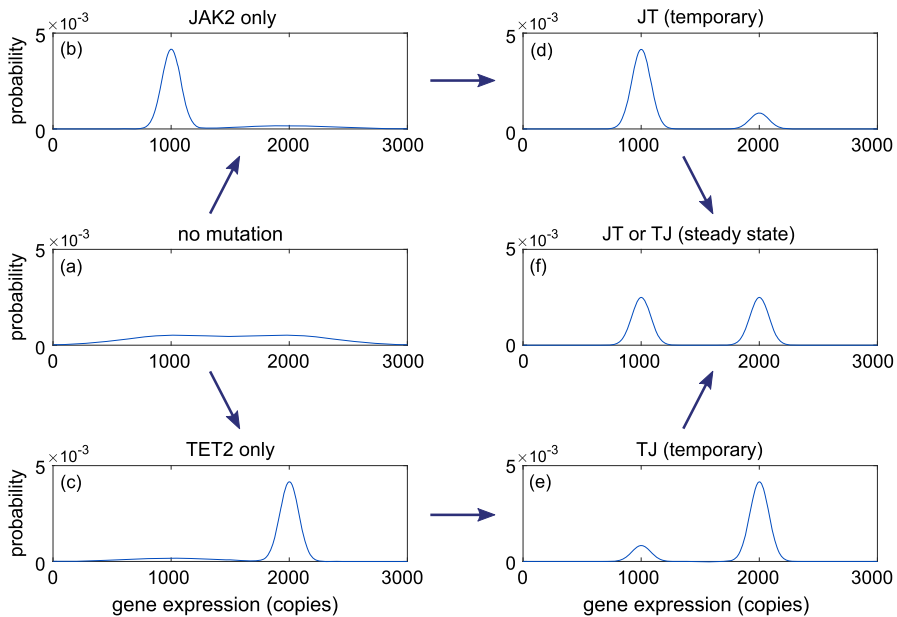 JAK2 only
5×10-3
(b)
probability
0
0 1000 2000 3000
JT (temporary)
5×10-3
(d)
0
0 1000 2000 3000
no mutation
5×10-3
(a)
probability
0
0 1000 2000 3000
JT or TJ (steady state)
5×10-3
(f)
0
0 1000 2000 3000
TET2 only
5×10-3
(c)
probability
0
0 1000 2000 3000
gene expression (copies)
TJ (temporary)
5×10-3
(e)
0
0 1000 2000 3000
gene expression (copies)